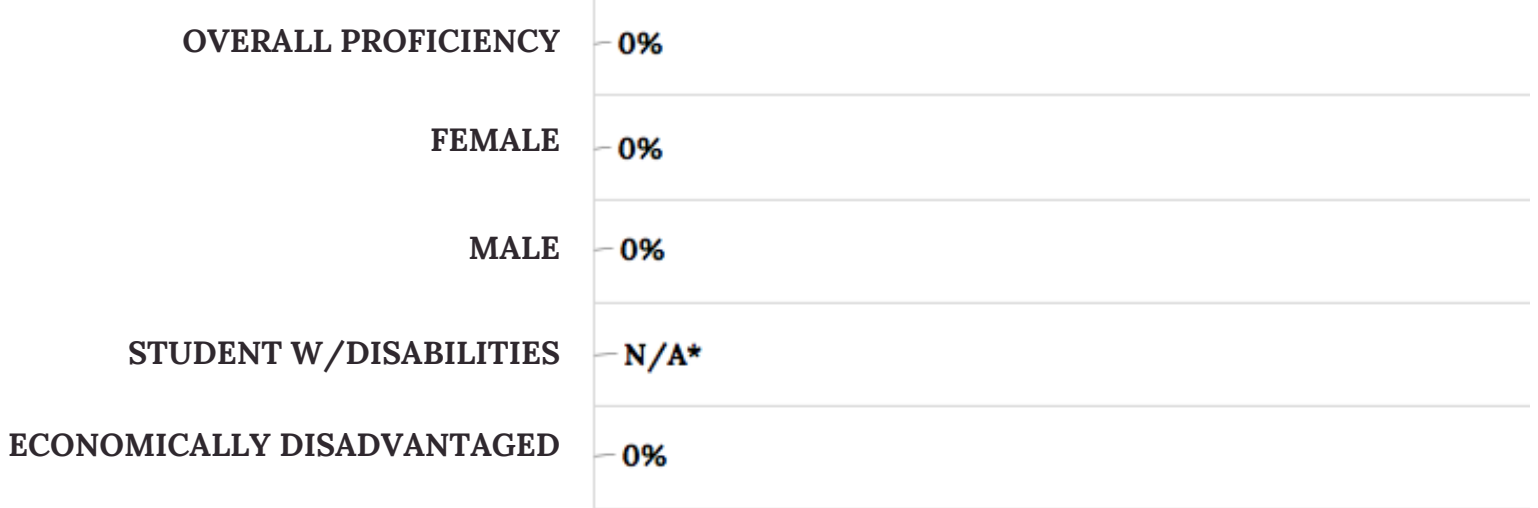 OVERALL PROFICIENCY 0%
FEMALE 0%
MALE 0%
STUDENT W/DISABILITIES N/A*
ECONOMICALLY DISADVANTAGED 0%